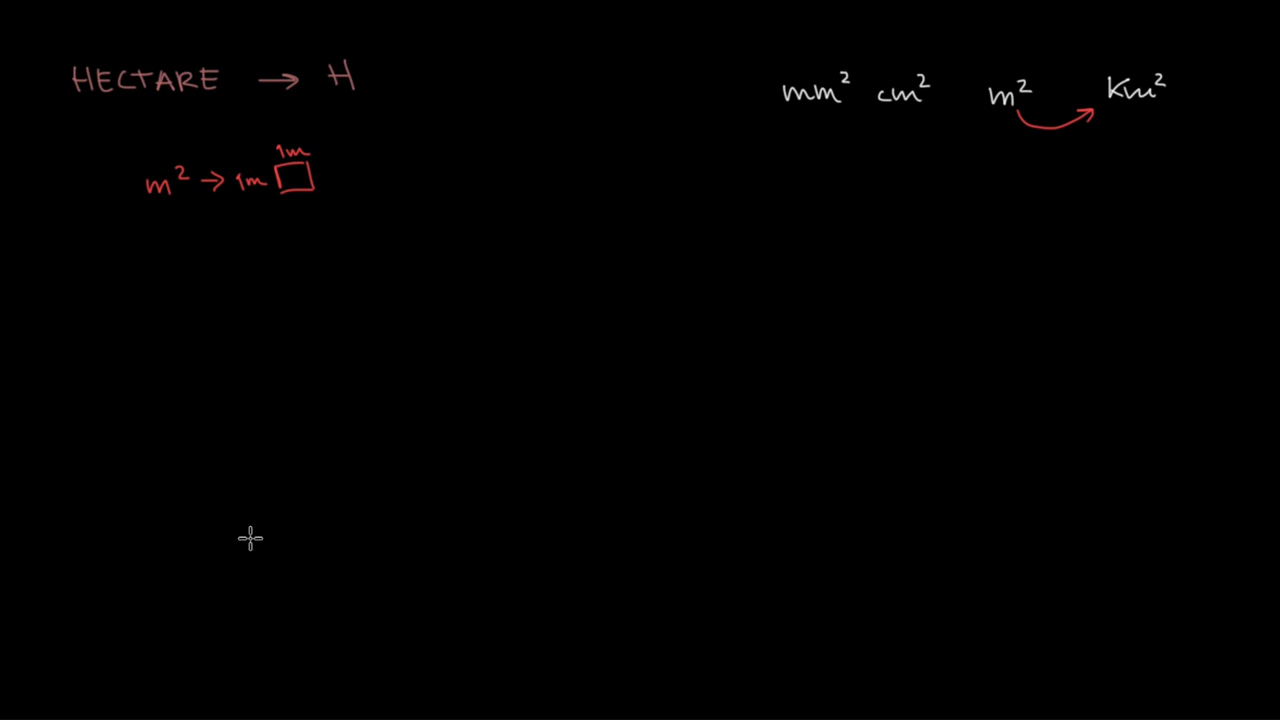 HECTARE → H
mm² cm² m² Km²
1m
m² → 1m